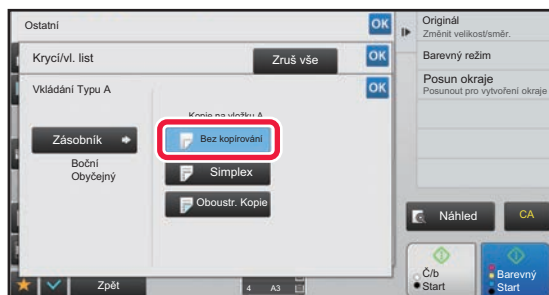 Ostatní
OK
Krycí/vl. list
Zruš vše
OK
Vkládání Typu A
OK
Kopie na vložku A
Zásobník
Boční
Obyčejný
Bez kopírování
Simplex
Oboustr. Kopie
Zpět
4 A3
Originál
Změnit velikost/směr.
Barevný režim
Posun okraje
Posunout pro vytvoření okraje
Náhled
CA
Č/b
Start
Barevný
Start